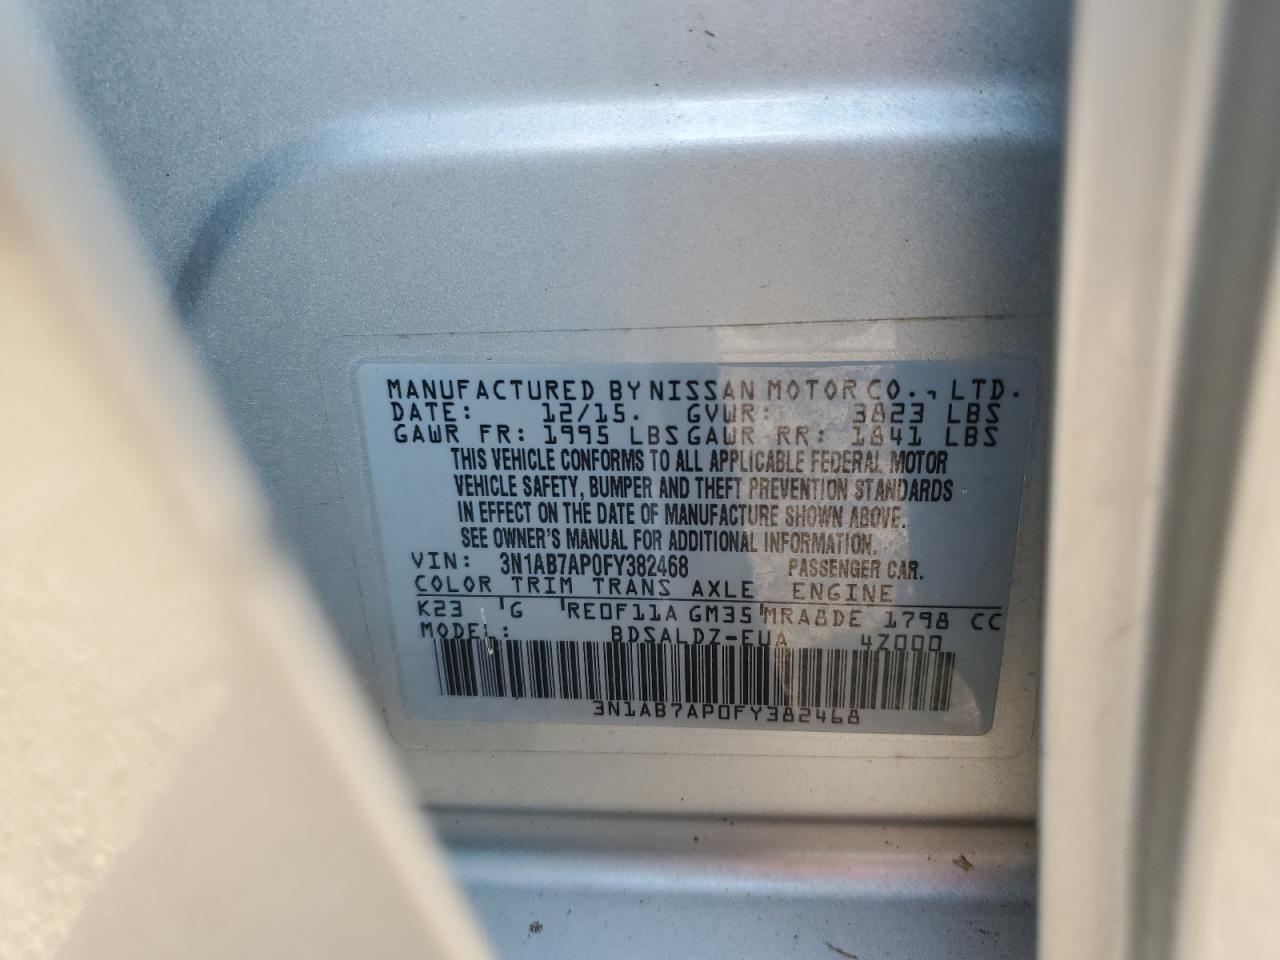 MANUFACTURED BY NISSAN MOTOR CO., LTD.
DATE: 12/15. GVWR: 3823 LBS
GAWR FR: 1995 LBS GAWR RR: 1841 LBS
THIS VEHICLE CONFORMS TO ALL APPLICABLE FEDERAL MOTOR
VEHICLE SAFETY, BUMPER AND THEFT PREVENTION STANDARDS
IN EFFECT ON THE DATE OF MANUFACTURE SHOWN ABOVE.
SEE OWNER'S MANUAL FOR ADDITIONAL INFORMATION.
VIN: 3N1AB7AP0FY382468 PASSENGER CAR.
COLOR TRIM TRANS AXLE ENGINE
K23 G RE0F11A GM35 MRA8DE 1798 CC
MODEL: BDSALDZ-EUA 4Z000
3N1AB7AP0FY382468